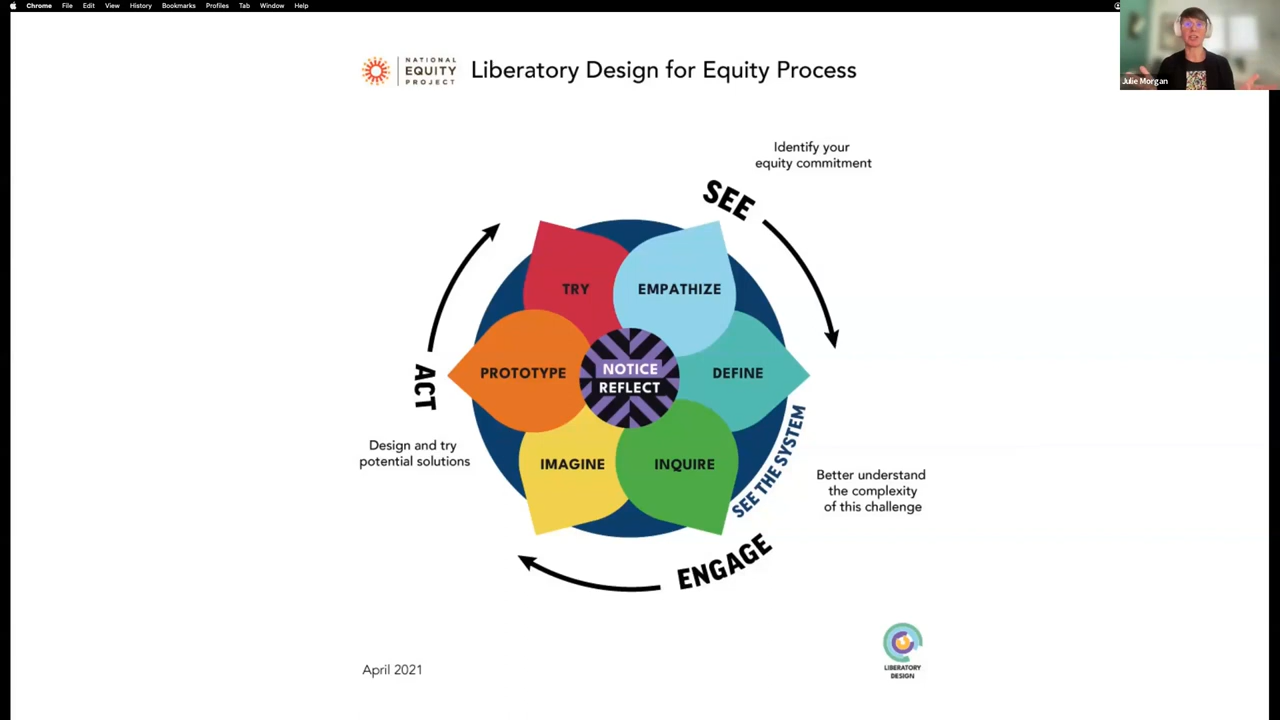 Chrome File Edit View History Bookmarks Profiles Tab Window Help
Julie Morgan
NATIONAL
EQUITY
PROJECT
Liberatory Design for Equity Process
Identify your
equity commitment
SEE
TRY
EMPATHIZE
PROTOTYPE
NOTICE
REFLECT
DEFINE
ACT
SEE THE SYSTEM
Design and try
potential solutions
IMAGINE
INQUIRE
Better understand
the complexity
of this challenge
ENGAGE
LIBERATORY
DESIGN
April 2021